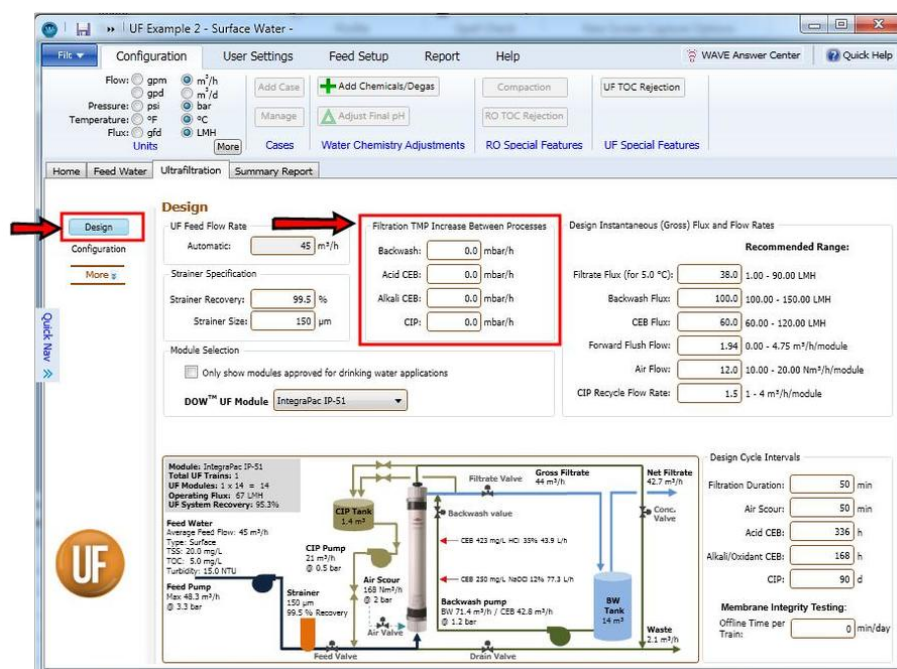 UF Example 2 - Surface Water -
File Configuration User Settings Feed Setup Report Help WAVE Answer Center Quick Help
Flow: gpm m³/h
gpd m³/d
Pressure: psi bar
Temperature: ºF ºC
Flux: gfd LMH
Units More
Add Case
Manage
Cases
Add Chemicals/Degas
Adjust Final pH
Water Chemistry Adjustments
Compaction
RO TOC Rejection
RO Special Features
UF TOC Rejection
UF Special Features
Home Feed Water Ultrafiltration Summary Report
Design
Configuration
More
Quick Nav
Design
UF Feed Flow Rate
Automatic: 45 m³/h
Strainer Specification
Strainer Recovery: 99.5 %
Strainer Size: 150 µm
Filtration TMP Increase Between Processes
Backwash: 0.0 mbar/h
Acid CEB: 0.0 mbar/h
Alkali CEB: 0.0 mbar/h
CIP: 0.0 mbar/h
Design Instantaneous (Gross) Flux and Flow Rates
Recommended Range:
Filtrate Flux (for 5.0 °C): 38.0 1.00 - 90.00 LMH
Backwash Flux: 100.0 100.00 - 150.00 LMH
CEB Flux: 60.0 60.00 - 120.00 LMH
Forward Flush Flow: 1.94 0.00 - 4.75 m³/h/module
Air Flow: 12.0 10.00 - 20.00 Nm³/h/module
CIP Recycle Flow Rate: 1.5 1 - 4 m³/h/module
Module Selection
Only show modules approved for drinking water applications
DOW™ UF Module IntegraPac IP-51
Module: IntegraPac IP-51
Total UF Trains: 1
UF Modules: 1 x 14 = 14
Operating Flux: 67 LMH
UF System Recovery: 95.3%
Feed Water
Average Feed Flow: 45 m³/h
Type: Surface
TSS: 20.0 mg/L
TOC: 5.0 mg/L
Turbidity: 15.0 NTU
Feed Pump
Max 48.3 m³/h
@ 3.3 bar
UF
Strainer
150 µm
99.5 % Recovery
CIP Tank
1.4 m³
CIP Pump
21 m³/h
@ 0.5 bar
Air Scour
168 Nm³/h
@ 2 bar
Air Valve
Feed Valve
Filtrate Valve
Gross Filtrate
44 m³/h
Net Filtrate
42.7 m³/h
Backwash value
Conc. Valve
CEB 423 mg/L HCl 35% 43.9 L/h
CEB 250 mg/L NaOCl 12% 77.3 L/h
Backwash pump
BW 71.4 m³/h / CEB 42.8 m³/h
@ 1.2 bar
BW Tank
14 m³
Waste
2.1 m³/h
Drain Valve
Design Cycle Intervals
Filtration Duration: 50 min
Air Scour: 50 min
Acid CEB: 336 h
Alkali/Oxidant CEB: 168 h
CIP: 90 d
Membrane Integrity Testing:
Offline Time per Train: 0 min/day